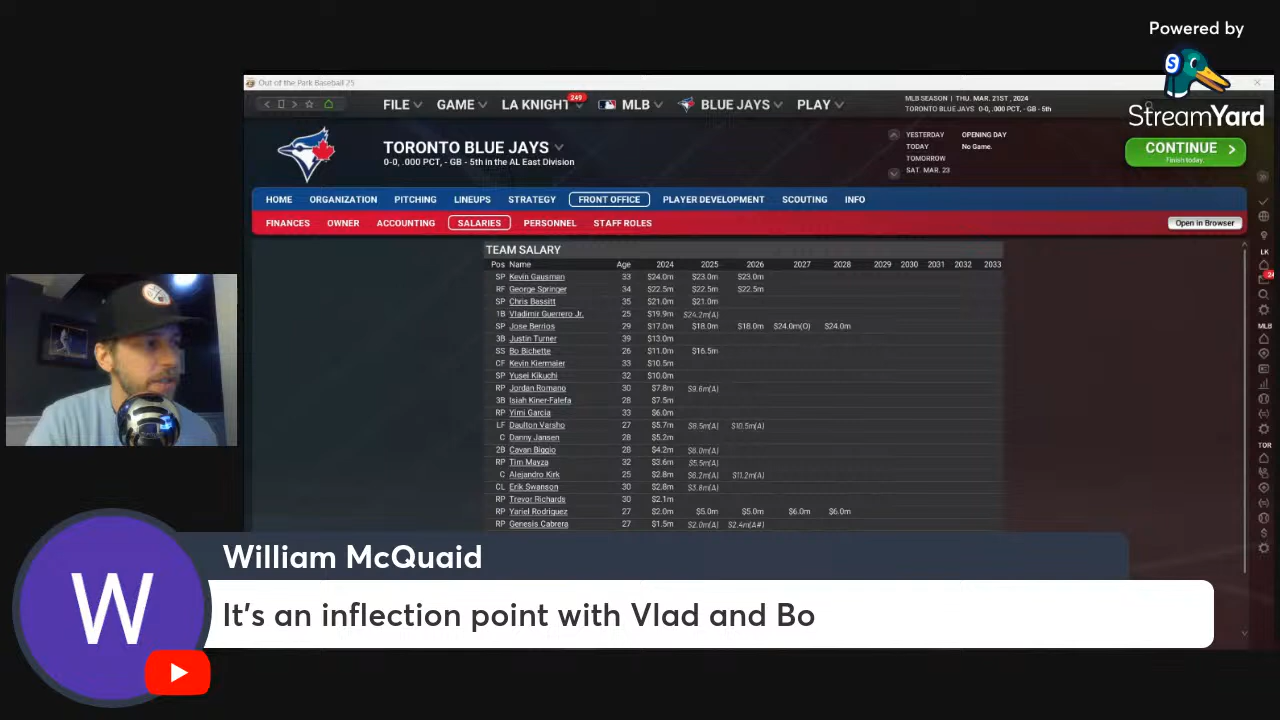 Powered by
StreamYard
Out of the Park Baseball 25
FILE GAME LA KNIGHT 249 MLB BLUE JAYS PLAY
MLB SEASON | THU. MAR. 21ST, 2024
TORONTO BLUE JAYS 0-0, .000 PCT, - GB - 5th
TORONTO BLUE JAYS
0-0, .000 PCT, - GB - 5th in the AL East Division
YESTERDAY OPENING DAY
TODAY No Game.
TOMORROW
SAT. MAR. 23
CONTINUE
Finish today.
HOME ORGANIZATION PITCHING LINEUPS STRATEGY FRONT OFFICE PLAYER DEVELOPMENT SCOUTING INFO
FINANCES OWNER ACCOUNTING SALARIES PERSONNEL STAFF ROLES Open in Browser
TEAM SALARY
Pos Name Age 2024 2025 2026 2027 2028 2029 2030 2031 2032 2033
SP Kevin Gausman 33 $24.0m $23.0m $23.0m
RF George Springer 34 $22.5m $22.5m $22.5m
SP Chris Bassitt 35 $21.0m $21.0m
1B Vladimir Guerrero Jr. 25 $19.9m $24.2m(A)
SP Jose Berrios 29 $17.0m $18.0m $18.0m $24.0m(O) $24.0m
3B Justin Turner 39 $13.0m
SS Bo Bichette 26 $11.0m $16.5m
CF Kevin Kiermaier 33 $10.5m
SP Yusei Kikuchi 32 $10.0m
RP Jordan Romano 30 $7.8m $9.6m(A)
3B Isiah Kiner-Falefa 28 $7.5m
RP Yimi Garcia 33 $6.0m
LF Daulton Varsho 27 $5.7m $8.5m(A) $10.5m(A)
C Danny Jansen 28 $5.2m
2B Cavan Biggio 28 $4.2m $8.0m(A)
RP Tim Mayza 32 $3.6m $5.5m(A)
C Alejandro Kirk 25 $2.8m $6.2m(A) $11.2m(A)
CL Erik Swanson 30 $2.8m $3.8m(A)
RP Trevor Richards 30 $2.1m
RP Yariel Rodriguez 27 $2.0m $5.0m $5.0m $6.0m $6.0m
RP Genesis Cabrera 27 $1.5m $2.0m(A) $2.4m(A#)
LK
MLB
TOR
W
William McQuaid
It's an inflection point with Vlad and Bo